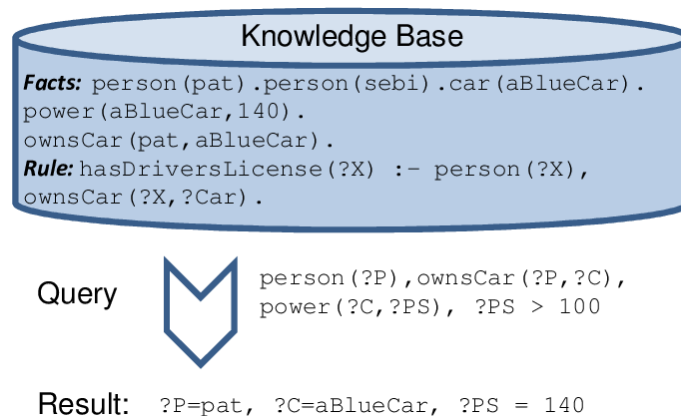 Knowledge Base
Facts: person(pat).person(sebi).car(aBlueCar).
power(aBlueCar,140).
ownsCar(pat,aBlueCar).
Rule: hasDriversLicense(?X) :- person(?X),
ownsCar(?X,?Car).
Query
person(?P),ownsCar(?P,?C),
power(?C,?PS), ?PS > 100
Result: ?P=pat, ?C=aBlueCar, ?PS = 140